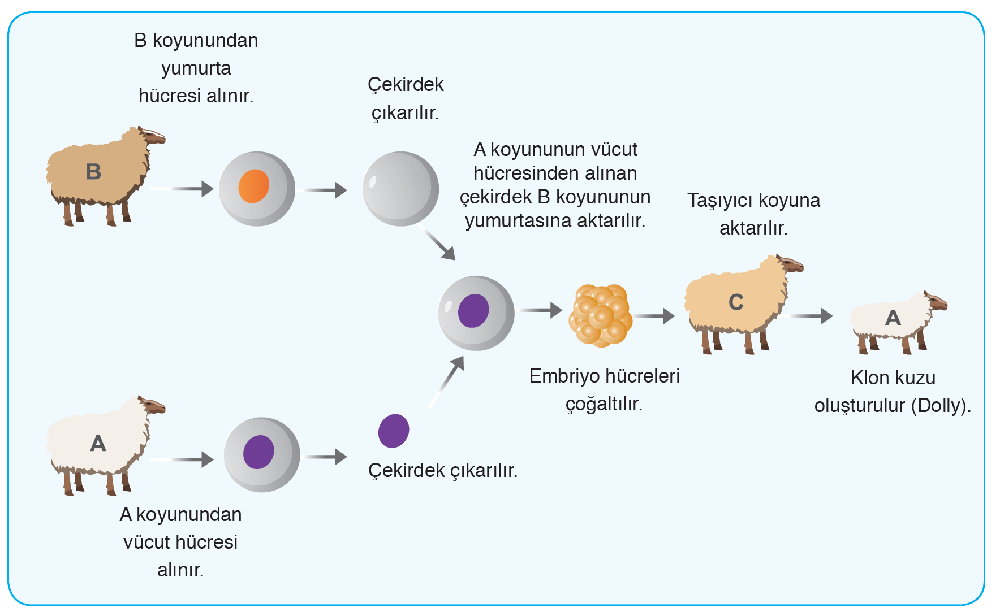 B koyunundan
yumurta
hücresi alınır.
Çekirdek
çıkarılır.
A koyununun vücut
hücresinden alınan
çekirdek B koyununun
yumurtasına aktarılır.
Taşıyıcı koyuna
aktarılır.
B
C
A
Embriyo hücreleri
çoğaltılır.
Klon kuzu
oluşturulur (Dolly).
A
Çekirdek çıkarılır.
A koyunundan
vücut hücresi
alınır.